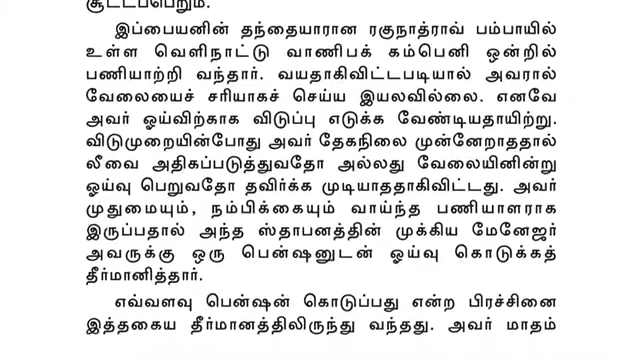 சூட்டப்பெறும்.
இப்பையனின் தந்தையாரான ரகுநாத்ராவ் பம்பாயில்
உள்ள வெளிநாட்டு வாணிபக் கம்பெனி ஒன்றில்
பணியாற்றி வந்தார். வயதாகிவிட்டபடியால் அவரால்
வேலையைச் சரியாகச் செய்ய இயலவில்லை. எனவே
அவர் ஓய்விற்காக விடுப்பு எடுக்க வேண்டியதாயிற்று.
விடுமுறையின்போது அவர் தேகநிலை முன்னேறாததால்
லீவை அதிகப்படுத்துவதோ அல்லது வேலையினின்று
ஓய்வு பெறுவதோ தவிர்க்க முடியாததாகிவிட்டது. அவர்
முதுமையும், நம்பிக்கையும் வாய்ந்த பணியாளராக
இருப்பதால் அந்த ஸ்தாபனத்தின் முக்கிய மேனேஜர்
அவருக்கு ஒரு பென்ஷனுடன் ஓய்வு கொடுக்கத்
தீர்மானித்தார்.
எவ்வளவு பென்ஷன் கொடுப்பது என்ற பிரச்சினை
இத்தகைய தீர்மானத்திலிருந்து வந்தது. அவர் மாதம்